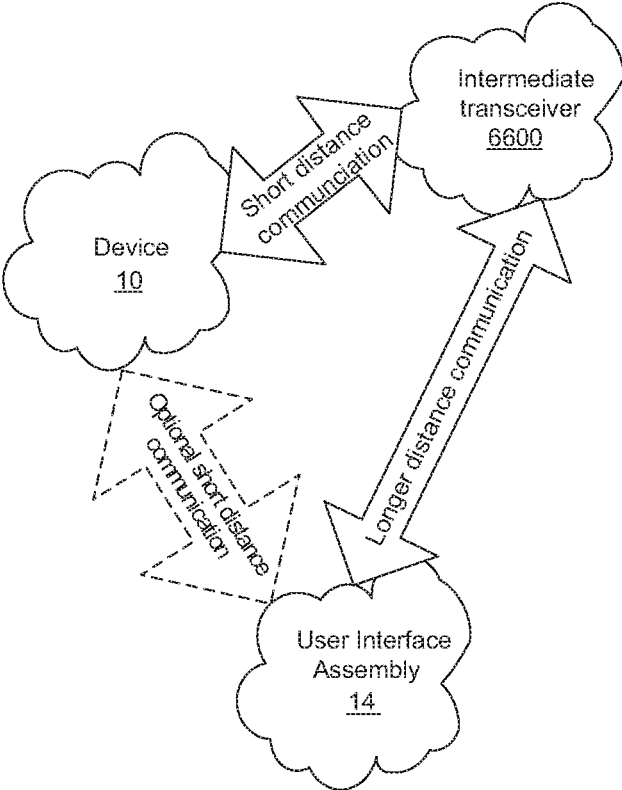 Intermediate
transceiver
6600
Short distance
communciation
Device
10
Longer distance communication
Optional short distance
communication
User Interface
Assembly
14